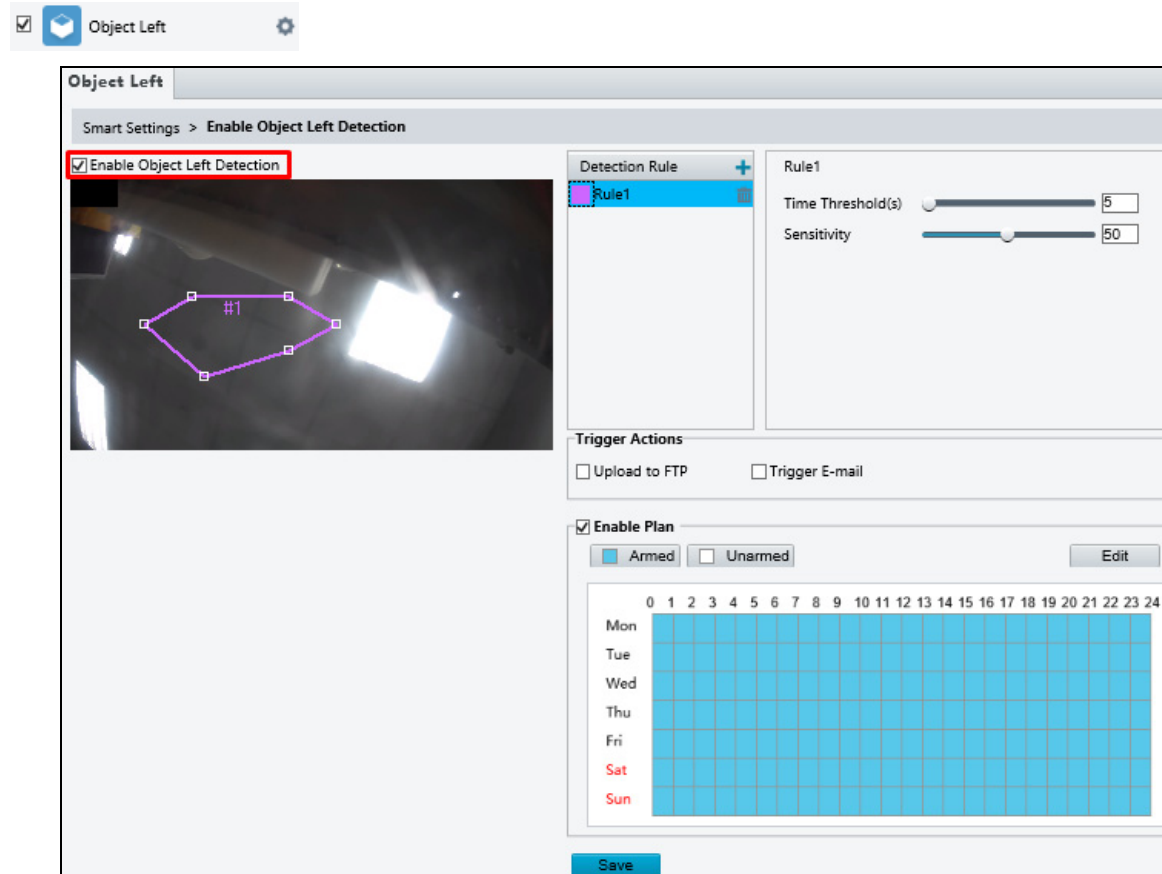 Object Left
Object Left
Smart Settings > Enable Object Left Detection
Enable Object Left Detection
#1
Detection Rule +
Rule1
Rule1
Time Threshold(s) 5
Sensitivity 50
Trigger Actions
Upload to FTP Trigger E-mail
Enable Plan
Armed Unarmed Edit
0 1 2 3 4 5 6 7 8 9 10 11 12 13 14 15 16 17 18 19 20 21 22 23 24
Mon
Tue
Wed
Thu
Fri
Sat
Sun
Save